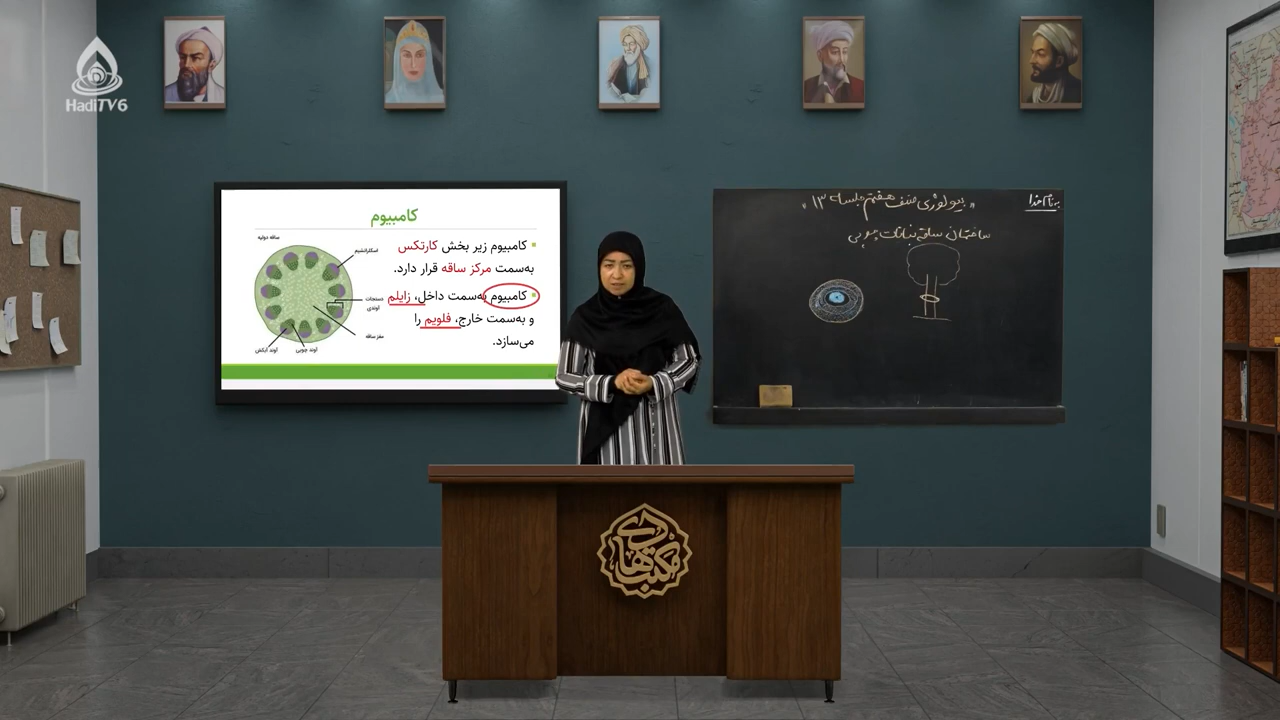 HadiTV6
کامبیوم
ساقه دولپه
کامبیوم زیر بخش کارتکس
به‌سمت مرکز ساقه قرار دارد.
کامبیوم به‌سمت داخل، زایلم
و به‌سمت خارج، فلویم را
می‌سازد.
اسکلرانشیم
دستجات
آوندی
مغز ساقه
آوند چوبی
آوند آبکش
بنام خدا
"بیولوژی صنف هفتم جلسه ۱۳"
ساختمان ساقه نباتات چوبی
مکتب هادی